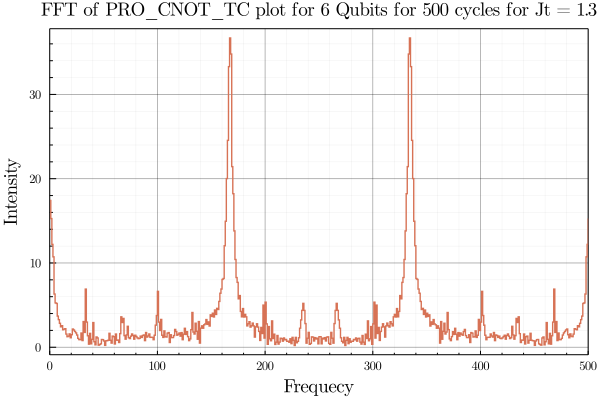 FFT of PRO_CNOT_TC plot for 6 Qubits for 500 cycles for Jt = 1.3
30
20
10
0
Intensity
0 100 200 300 400 500
Frequecy